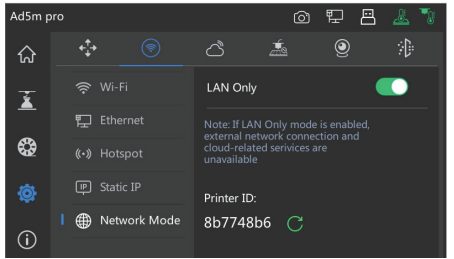 Ad5m pro
Wi-Fi
Ethernet
Hotspot
IP Static IP
Network Mode
LAN Only
Note: If LAN Only mode is enabled,
external network connection and
cloud-related serivices are
unavailable
Printer ID:
8b7748b6